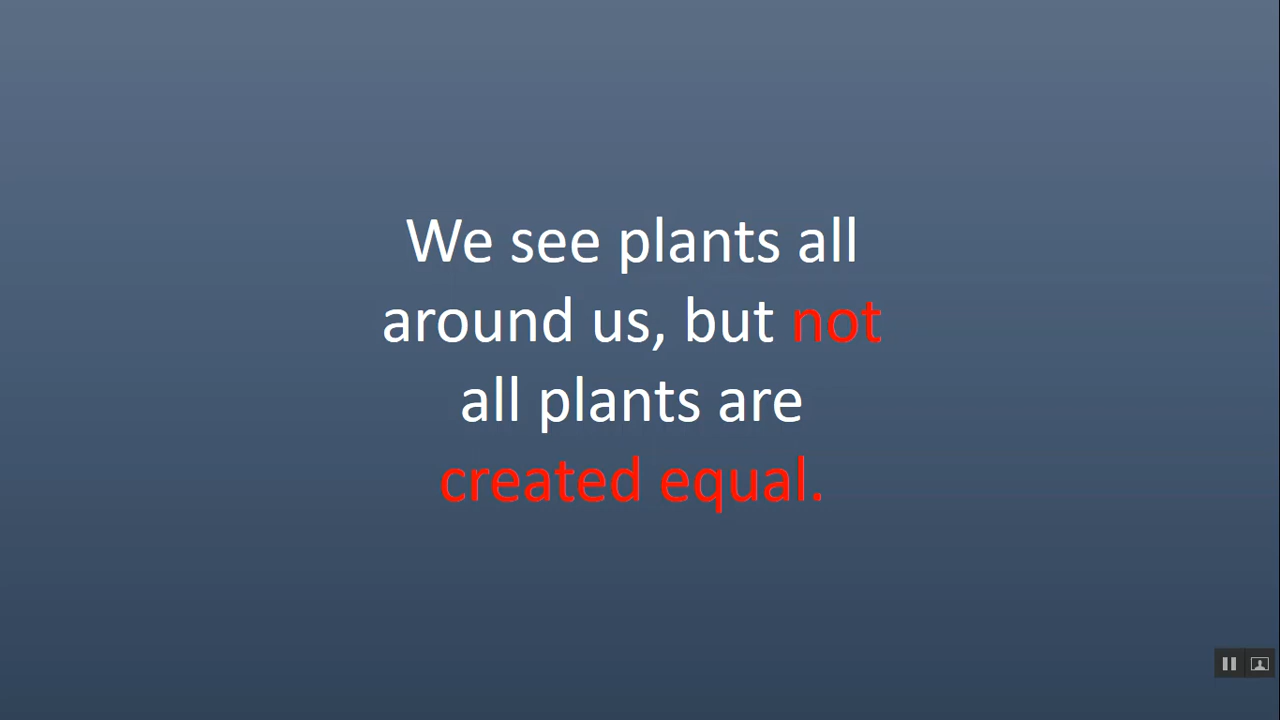 We see plants all
around us, but not
all plants are
created equal.